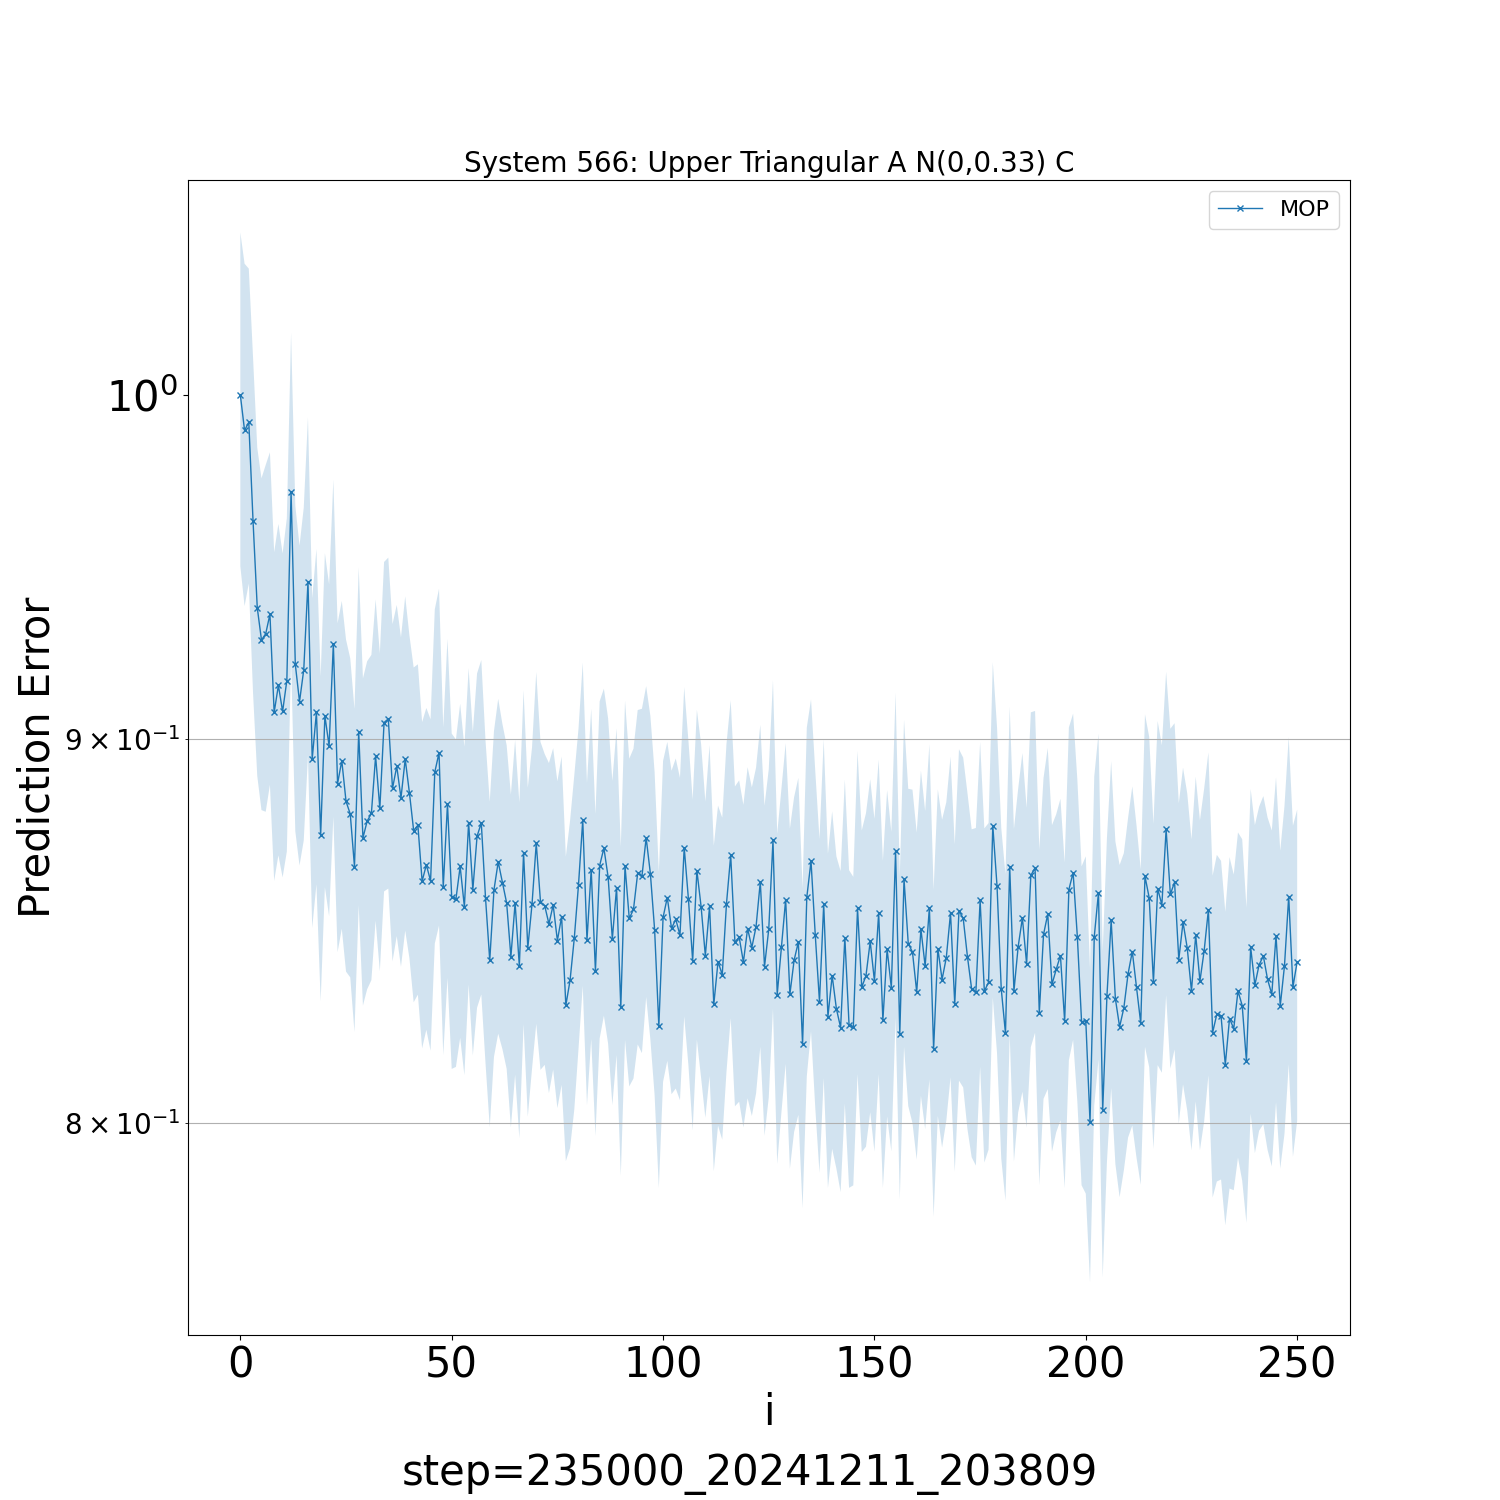 System 566: Upper Triangular A N(0,0.33) C
MOP
10⁰
9 × 10⁻¹
8 × 10⁻¹
Prediction Error
0 50 100 150 200 250
i
step=235000_20241211_203809